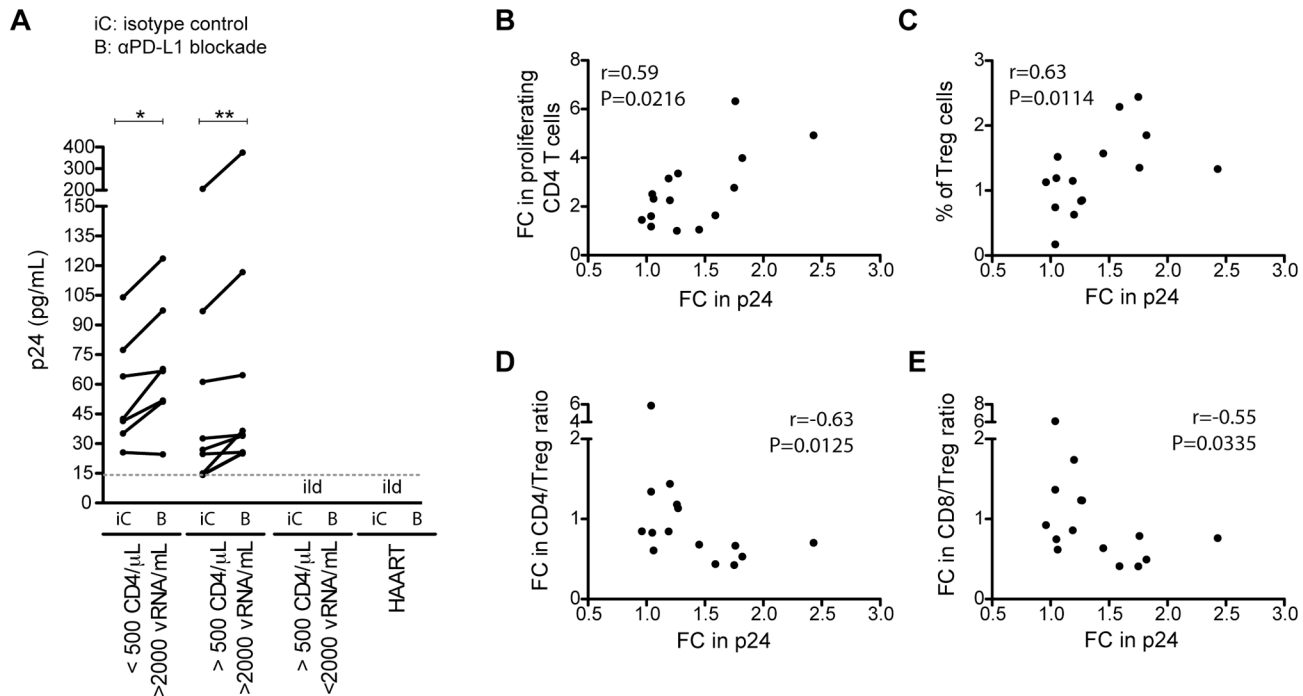 A
iC: isotype control
B: αPD-L1 blockade
*
**
p24 (pg/mL)
400
300
200
150
135
120
105
90
75
60
45
30
15
0
ild
ild
iC B iC B iC B iC B
< 500 CD4/μL
>2000 vRNA/mL
> 500 CD4/μL
>2000 vRNA/mL
> 500 CD4/μL
<2000 vRNA/mL
HAART
B
r=0.59
P=0.0216
FC in proliferating
CD4 T cells
8
6
4
2
0
0.5 1.0 1.5 2.0 2.5 3.0
FC in p24
C
r=0.63
P=0.0114
% of Treg cells
3
2
1
0
0.5 1.0 1.5 2.0 2.5 3.0
FC in p24
D
r=-0.63
P=0.0125
FC in CD4/Treg ratio
6
4
2
1
0
0.5 1.0 1.5 2.0 2.5 3.0
FC in p24
E
r=-0.55
P=0.0335
FC in CD8/Treg ratio
8
6
2
1
0
0.5 1.0 1.5 2.0 2.5 3.0
FC in p24